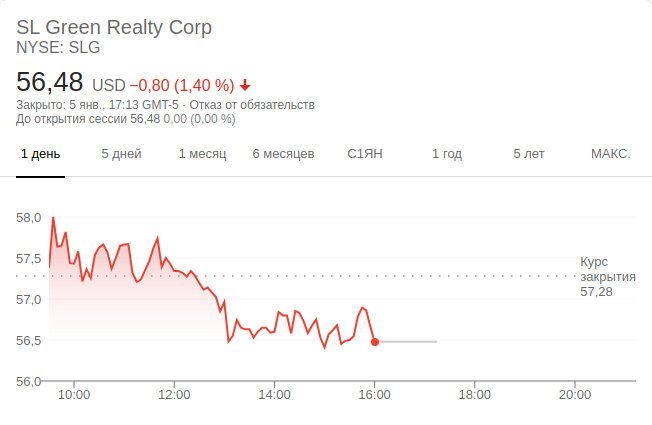 SL Green Realty Corp
NYSE: SLG
56,48 USD −0,80 (1,40 %)
Закрыто: 5 янв., 17:13 GMT-5 · Отказ от обязательств
До открытия сессии 56,48 0,00 (0,00 %)
1 день 5 дней 1 месяц 6 месяцев С1ЯН 1 год 5 лет МАКС.
58,0
57,5
Курс
закрытия
57,28
57,0
56,5
56,0
10:00 12:00 14:00 16:00 18:00 20:00